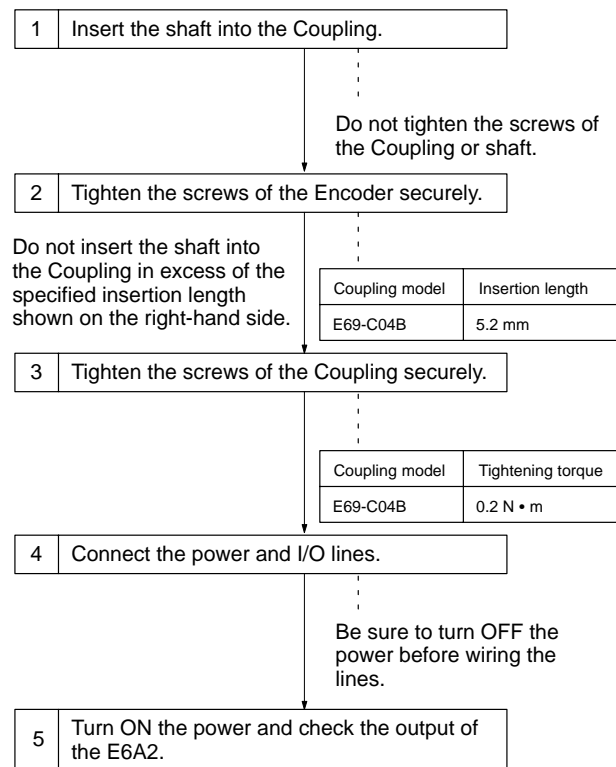 1 Insert the shaft into the Coupling.
Do not tighten the screws of
the Coupling or shaft.
2 Tighten the screws of the Encoder securely.
Do not insert the shaft into
the Coupling in excess of the
specified insertion length
shown on the right-hand side.
Coupling model Insertion length
E69-C04B 5.2 mm
3 Tighten the screws of the Coupling securely.
Coupling model Tightening torque
E69-C04B 0.2 N • m
4 Connect the power and I/O lines.
Be sure to turn OFF the
power before wiring the
lines.
5 Turn ON the power and check the output of
the E6A2.